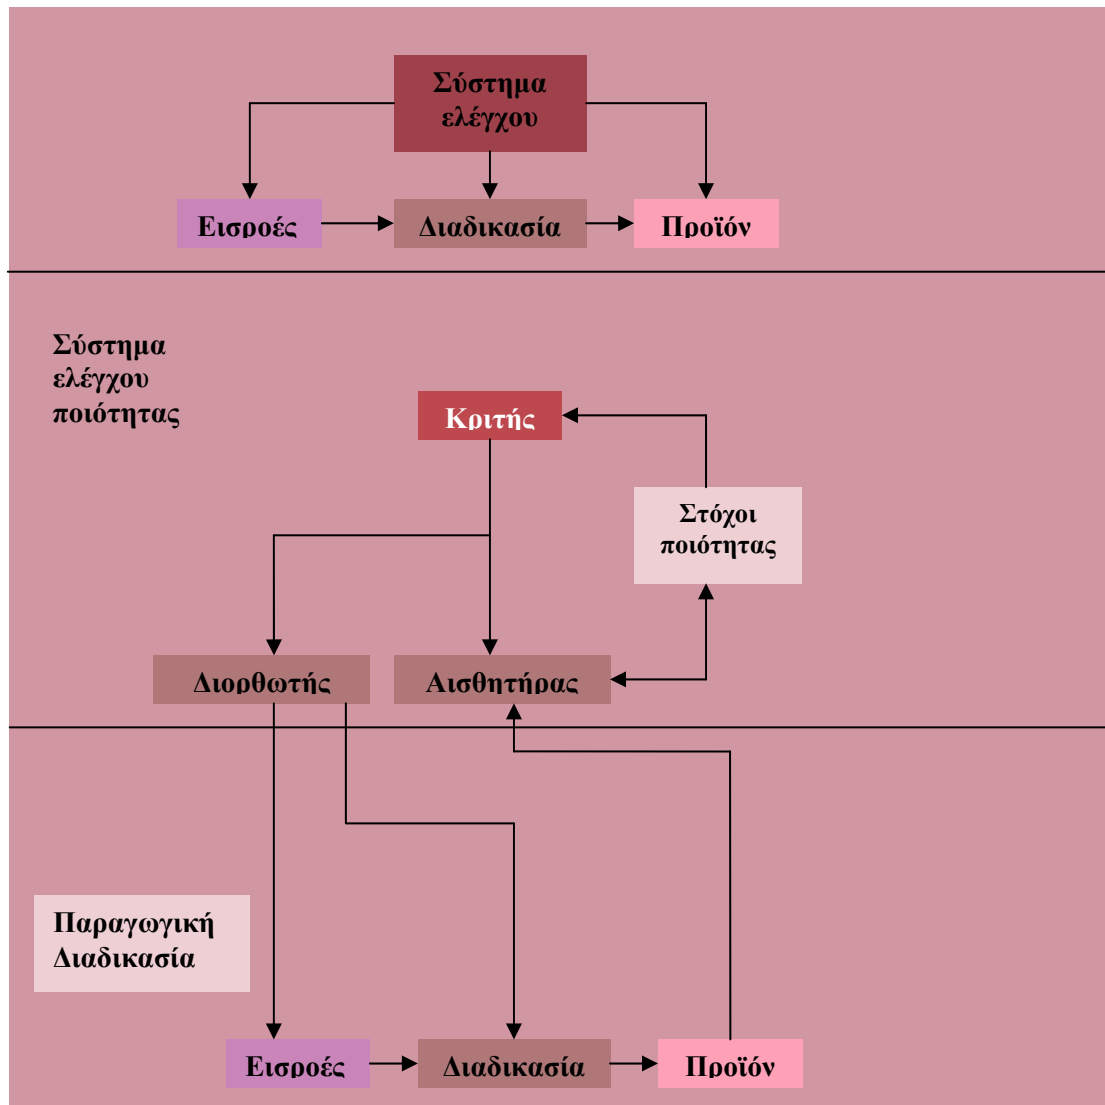 Σύστημα
ελέγχου
Εισροές
Διαδικασία
Προϊόν
Σύστημα
ελέγχου
ποιότητας
Κριτής
Στόχοι
ποιότητας
Διορθωτής
Αισθητήρας
Παραγωγική
Διαδικασία
Εισροές
Διαδικασία
Προϊόν